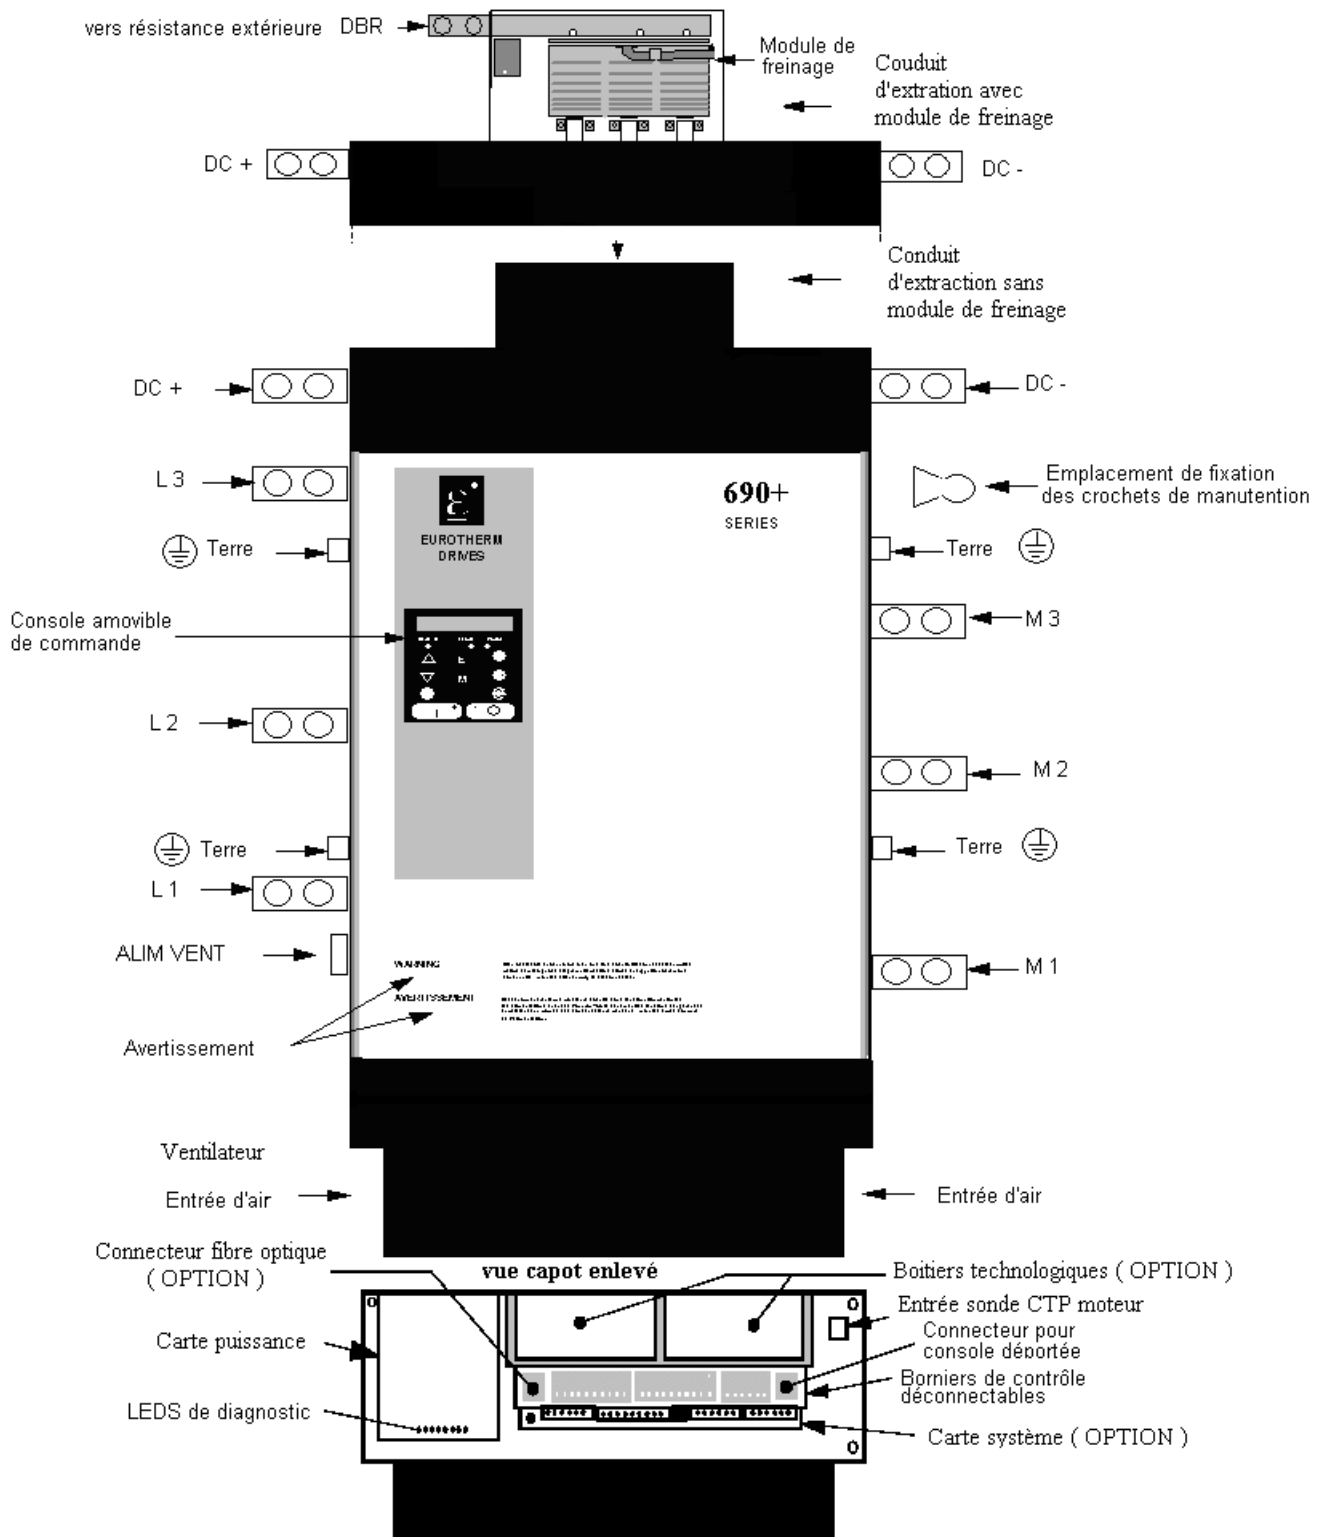 vers résistance extérieure DBR
Module de
freinage
Couduit
d'extration avec
module de freinage
DC +
DC -
Conduit
d'extraction sans
module de freinage
DC +
DC -
L 3
690+
SERIES
EUROTHERM
DRIVES
Emplacement de fixation
des crochets de manutention
Terre
Terre
Console amovible
de commande
E
M
M 3
L 2
M 2
Terre
Terre
L 1
ALIM VENT
WARNING
M 1
AVERTISSEMENT
Avertissement
Ventilateur
Entrée d'air
Entrée d'air
Connecteur fibre optique
( OPTION )
vue capot enlevé
Boitiers technologiques ( OPTION )
Entrée sonde CTP moteur
Carte puissance
Connecteur pour
console déportée
Borniers de contrôle
déconnectables
LEDS de diagnostic
Carte système ( OPTION )